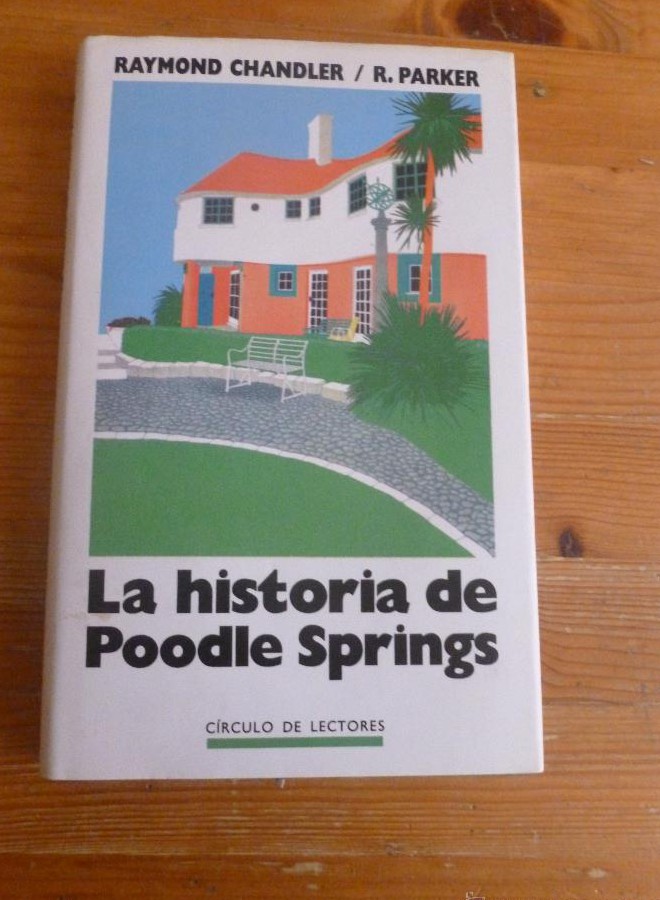 RAYMOND CHANDLER / R. PARKER
La historia de
Poodle Springs
CÍRCULO DE LECTORES